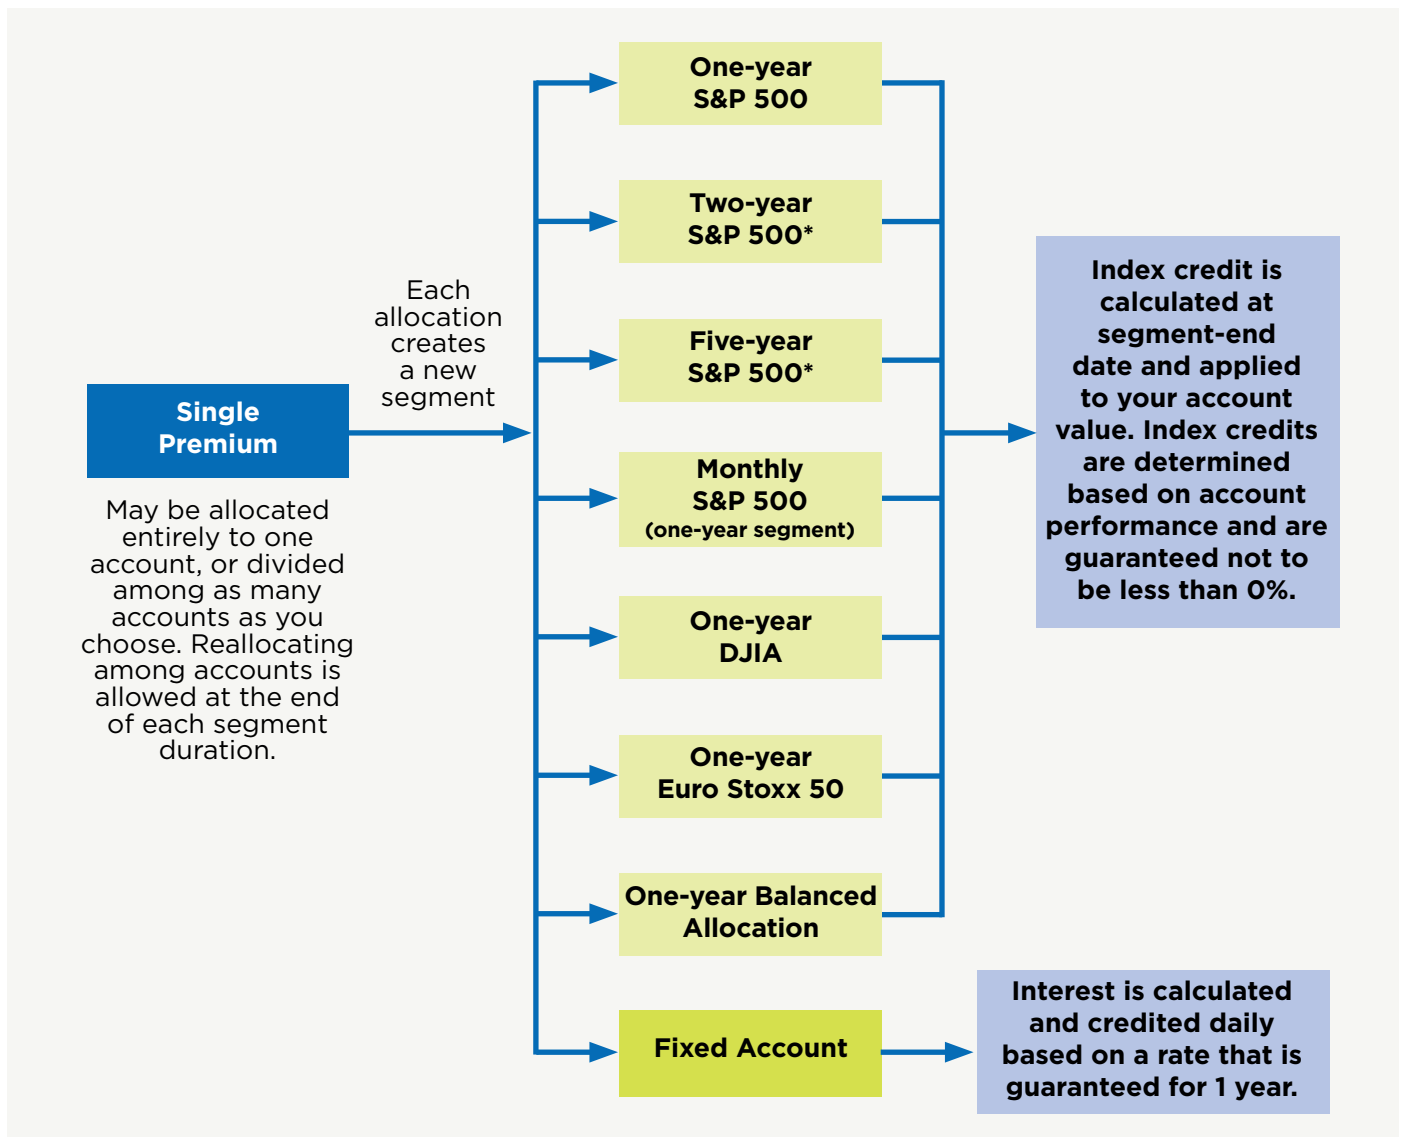 Single
Premium
May be allocated
entirely to one
account, or divided
among as many
accounts as you
choose. Reallocating
among accounts is
allowed at the end
of each segment
duration.
Each
allocation
creates
a new
segment
One-year
S&P 500
Two-year
S&P 500*
Five-year
S&P 500*
Monthly
S&P 500
(one-year segment)
One-year
DJIA
One-year
Euro Stoxx 50
One-year Balanced
Allocation
Fixed Account
Index credit is
calculated at
segment-end
date and applied
to your account
value. Index credits
are determined
based on account
performance and are
guaranteed not to
be less than 0%.
Interest is calculated
and credited daily
based on a rate that is
guaranteed for 1 year.